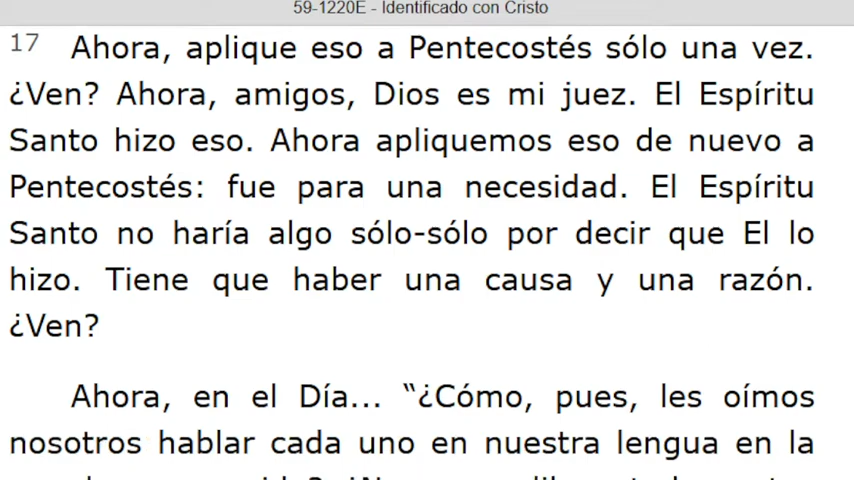 59-1220E - Identificado con Cristo
17 Ahora, aplique eso a Pentecostés sólo una vez.
¿Ven? Ahora, amigos, Dios es mi juez. El Espíritu
Santo hizo eso. Ahora apliquemos eso de nuevo a
Pentecostés: fue para una necesidad. El Espíritu
Santo no haría algo sólo-sólo por decir que El lo
hizo. Tiene que haber una causa y una razón.
¿Ven?
Ahora, en el Día... “¿Cómo, pues, les oímos
nosotros hablar cada uno en nuestra lengua en la